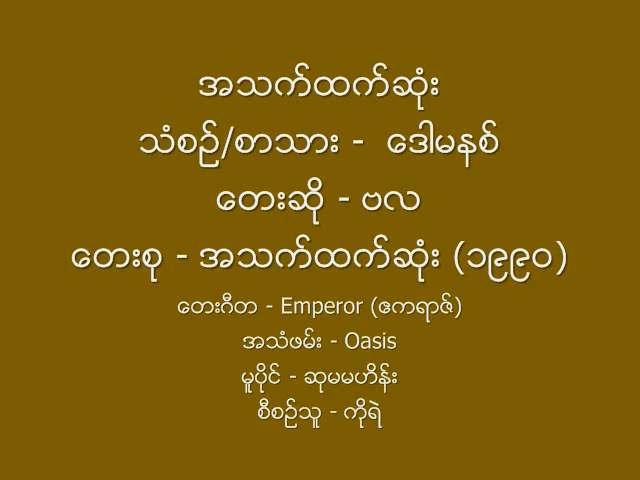 အသက်ထက်ဆုံး
သံစဉ်/စာသား - ဒေါမနစ်
တေးဆို - ဗလ
တေးစု - အသက်ထက်ဆုံး (၁၉၉၀)
တေးဂီတ - Emperor (ဧကရာဇ်)
အသံဖမ်း - Oasis
မူပိုင် - ဆုမမဟိန်း
စီစဉ်သူ - ကိုရဲ